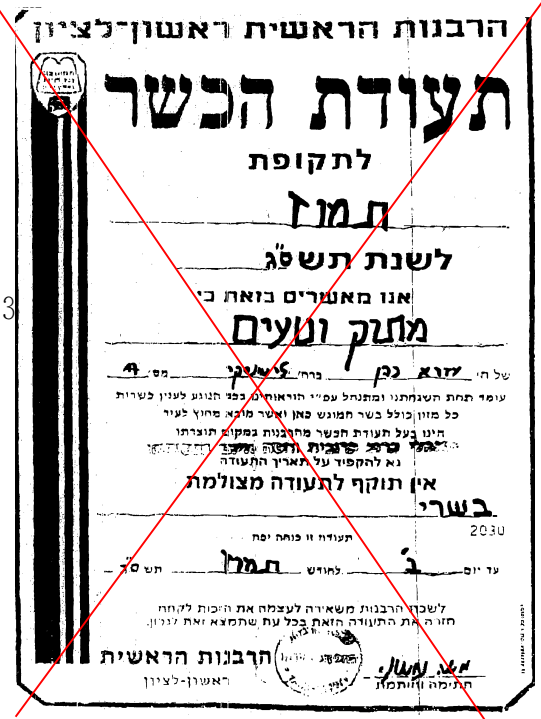 הרבנות הראשית ראשון-לציון
תעודת הכשר
לתקופת
תמוז
לשנת תשס"ג
אנו מאשרים בזאת כי
3
מתוק וטעים
של ה' עזרא כהן ברח' מס'
עומד תחת השגחתנו ומתנהל עפ"י הוראותינו בכל הנוגע לענין כשרות
כל מזון כולל בשר המוגש כאן ואשר מובא מחוץ לעיר
הינו בעל תעודת הכשר מהרבנות במקום תוצרתו
נא להקפיד על תאריך התעודה
אין תוקף לתעודה מצולמת
בשרי
2030
תעודה זו כוחה יפה
עד יום ב' לחודש תמוז תש
לשכת הרבנות משאירה לעצמה את הזכות לקחת
חזרה את התעודה הזאת בכל עת שתמצא זאת לנכון.
הרבנות הראשית
ראשון-לציון
חתימה וחותמת